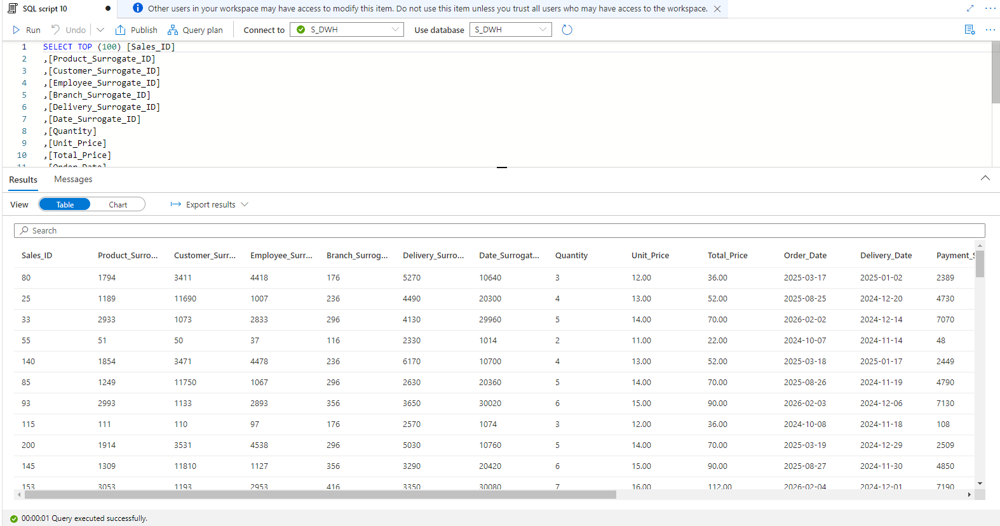 SQL script 10
Other users in your workspace may have access to modify this item. Do not use this item unless you trust all users who may have access to the workspace.
Run Undo Publish Query plan Connect to S_DWH Use database S_DWH
1 SELECT TOP (100) [Sales_ID]
2 ,[Product_Surrogate_ID]
3 ,[Customer_Surrogate_ID]
4 ,[Employee_Surrogate_ID]
5 ,[Branch_Surrogate_ID]
6 ,[Delivery_Surrogate_ID]
7 ,[Date_Surrogate_ID]
8 ,[Quantity]
9 ,[Unit_Price]
10 ,[Total_Price]
11 ,[Order_Date]
Results Messages
View Table Chart Export results
Search
Sales_ID Product_Surro... Customer_Surr... Employee_Surr... Branch_Surrog... Delivery_Surro... Date_Surrogat... Quantity Unit_Price Total_Price Order_Date Delivery_Date Payment_S
80 1794 3411 4418 176 5270 10640 3 12.00 36.00 2025-03-17 2025-01-02 2389
25 1189 11690 1007 236 4490 20300 4 13.00 52.00 2025-08-25 2024-12-20 4730
33 2933 1073 2833 296 4130 29960 5 14.00 70.00 2026-02-02 2024-12-14 7070
55 51 50 37 116 2330 1014 2 11.00 22.00 2024-10-07 2024-11-14 48
140 1854 3471 4478 236 6170 10700 4 13.00 52.00 2025-03-18 2025-01-17 2449
85 1249 11750 1067 296 2630 20360 5 14.00 70.00 2025-08-26 2024-11-19 4790
93 2993 1133 2893 356 3650 30020 6 15.00 90.00 2026-02-03 2024-12-06 7130
115 111 110 97 176 2570 1074 3 12.00 36.00 2024-10-08 2024-11-18 108
200 1914 3531 4538 296 5030 10760 5 14.00 70.00 2025-03-19 2024-12-29 2509
145 1309 11810 1127 356 3290 20420 6 15.00 90.00 2025-08-27 2024-11-30 4850
153 3053 1193 2953 416 3350 30080 7 16.00 112.00 2026-02-04 2024-12-01 7190
00:00:01 Query executed successfully.